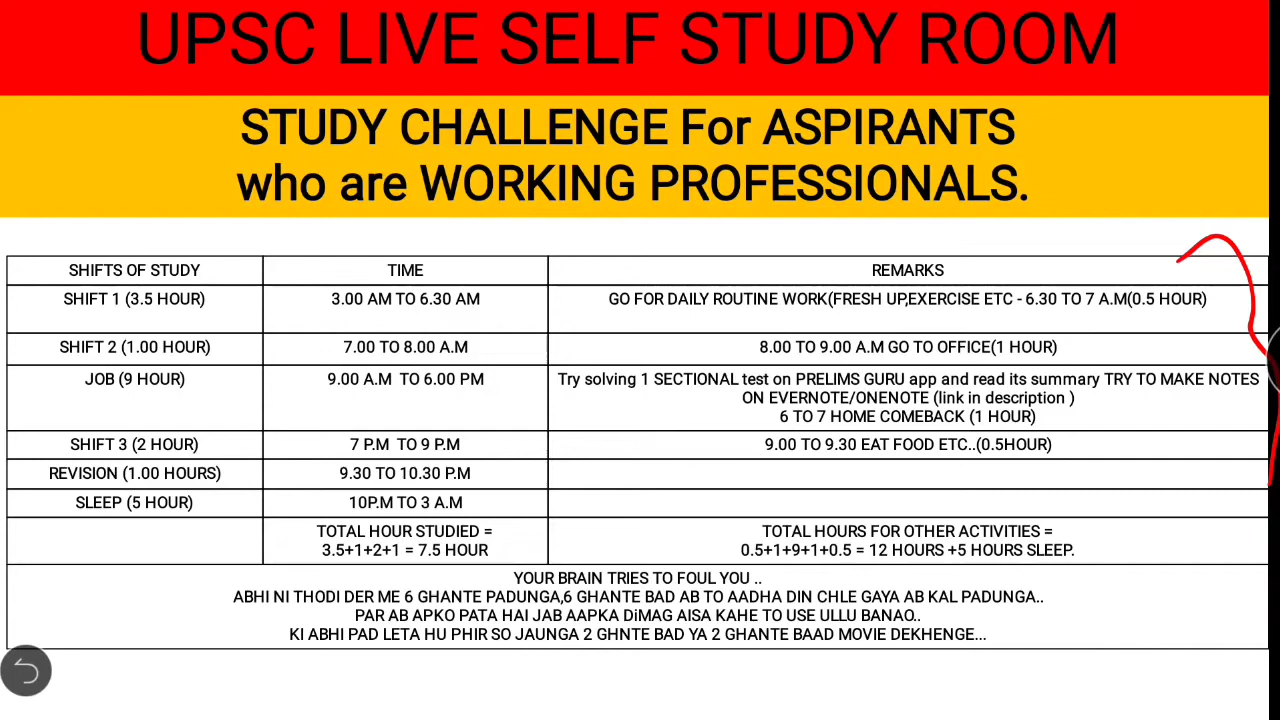 UPSC LIVE SELF STUDY ROOM
STUDY CHALLENGE For ASPIRANTS
who are WORKING PROFESSIONALS.
SHIFTS OF STUDY TIME REMARKS
SHIFT 1 (3.5 HOUR) 3.00 AM TO 6.30 AM GO FOR DAILY ROUTINE WORK(FRESH UP,EXERCISE ETC - 6.30 TO 7 A.M(0.5 HOUR)
SHIFT 2 (1.00 HOUR) 7.00 TO 8.00 A.M 8.00 TO 9.00 A.M GO TO OFFICE(1 HOUR)
JOB (9 HOUR) 9.00 A.M TO 6.00 PM Try solving 1 SECTIONAL test on PRELIMS GURU app and read its summary TRY TO MAKE NOTES
ON EVERNOTE/ONENOTE (link in description )
6 TO 7 HOME COMEBACK (1 HOUR)
SHIFT 3 (2 HOUR) 7 P.M TO 9 P.M 9.00 TO 9.30 EAT FOOD ETC..(0.5HOUR)
REVISION (1.00 HOURS) 9.30 TO 10.30 P.M
SLEEP (5 HOUR) 10P.M TO 3 A.M
TOTAL HOUR STUDIED = TOTAL HOURS FOR OTHER ACTIVITIES =
3.5+1+2+1 = 7.5 HOUR 0.5+1+9+1+0.5 = 12 HOURS +5 HOURS SLEEP.
YOUR BRAIN TRIES TO FOUL YOU ..
ABHI NI THODI DER ME 6 GHANTE PADUNGA,6 GHANTE BAD AB TO AADHA DIN CHLE GAYA AB KAL PADUNGA..
PAR AB APKO PATA HAI JAB AAPKA DiMAG AISA KAHE TO USE ULLU BANAO..
KI ABHI PAD LETA HU PHIR SO JAUNGA 2 GHNTE BAD YA 2 GHANTE BAAD MOVIE DEKHENGE...